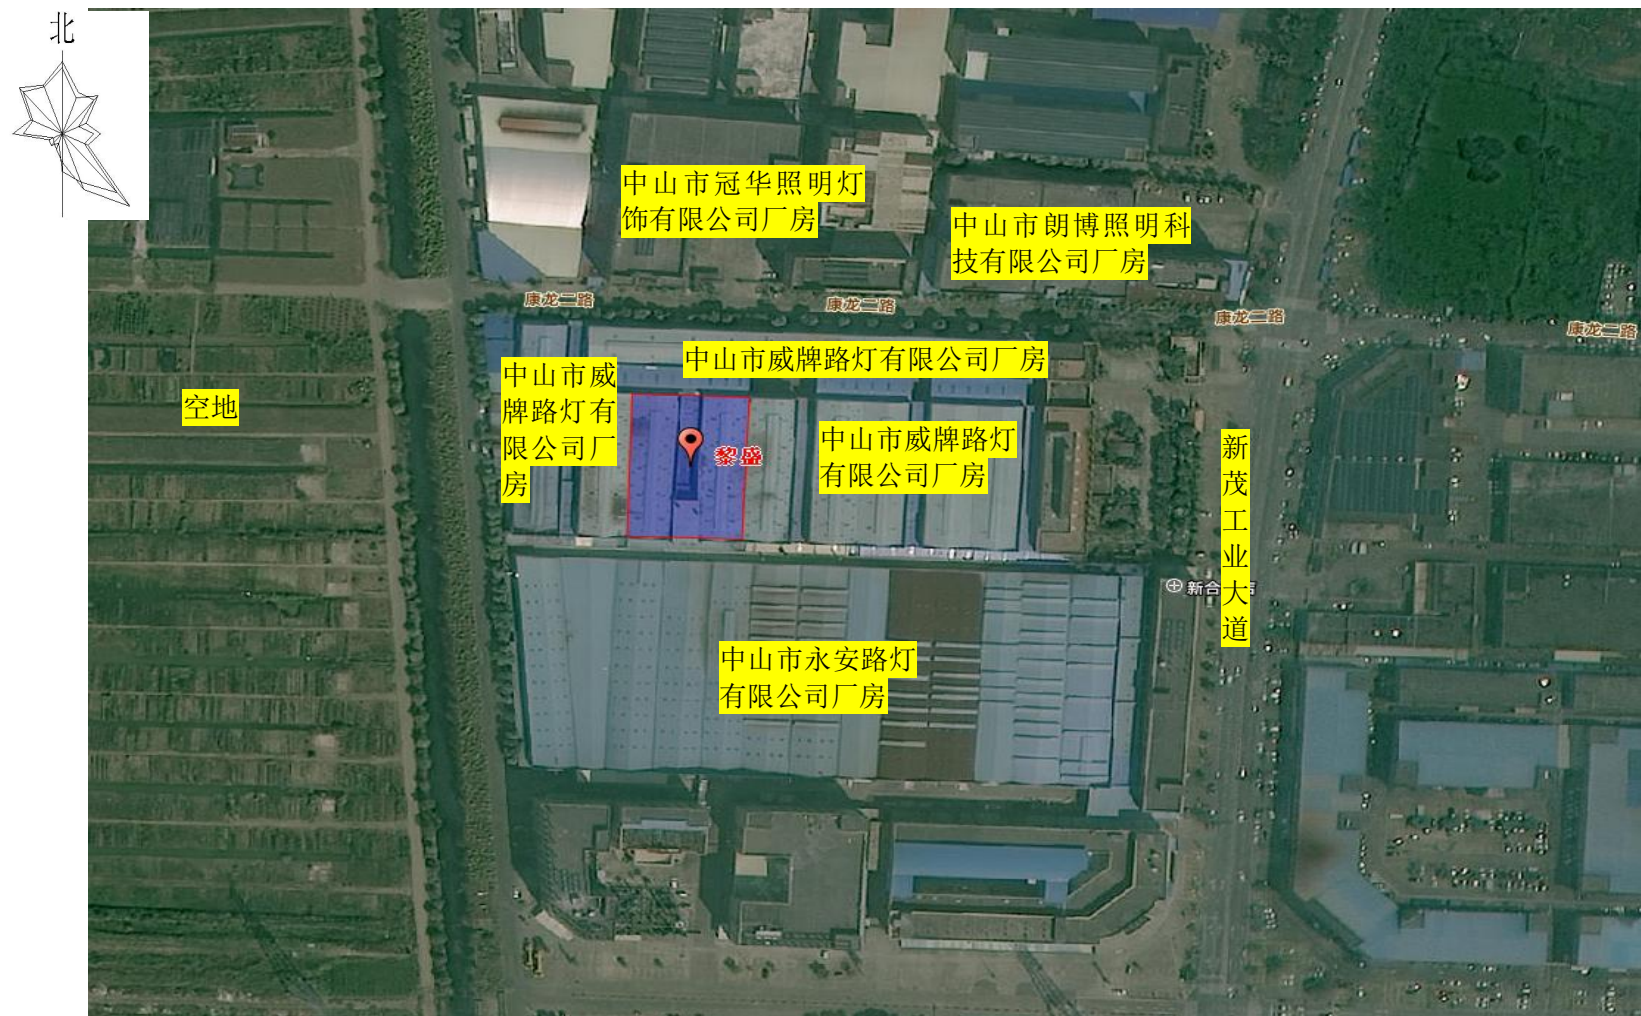 北
中山市冠华照明灯
饰有限公司厂房
中山市朗博照明科
技有限公司厂房
康龙二路
康龙二路
康龙二路
康龙二路
中山市威牌路灯有限公司厂房
中山市威
牌路灯有
限公司厂
房
空地
黎盛
中山市威牌路灯
有限公司厂房
新茂工业大道
新合
中山市永安路灯
有限公司厂房